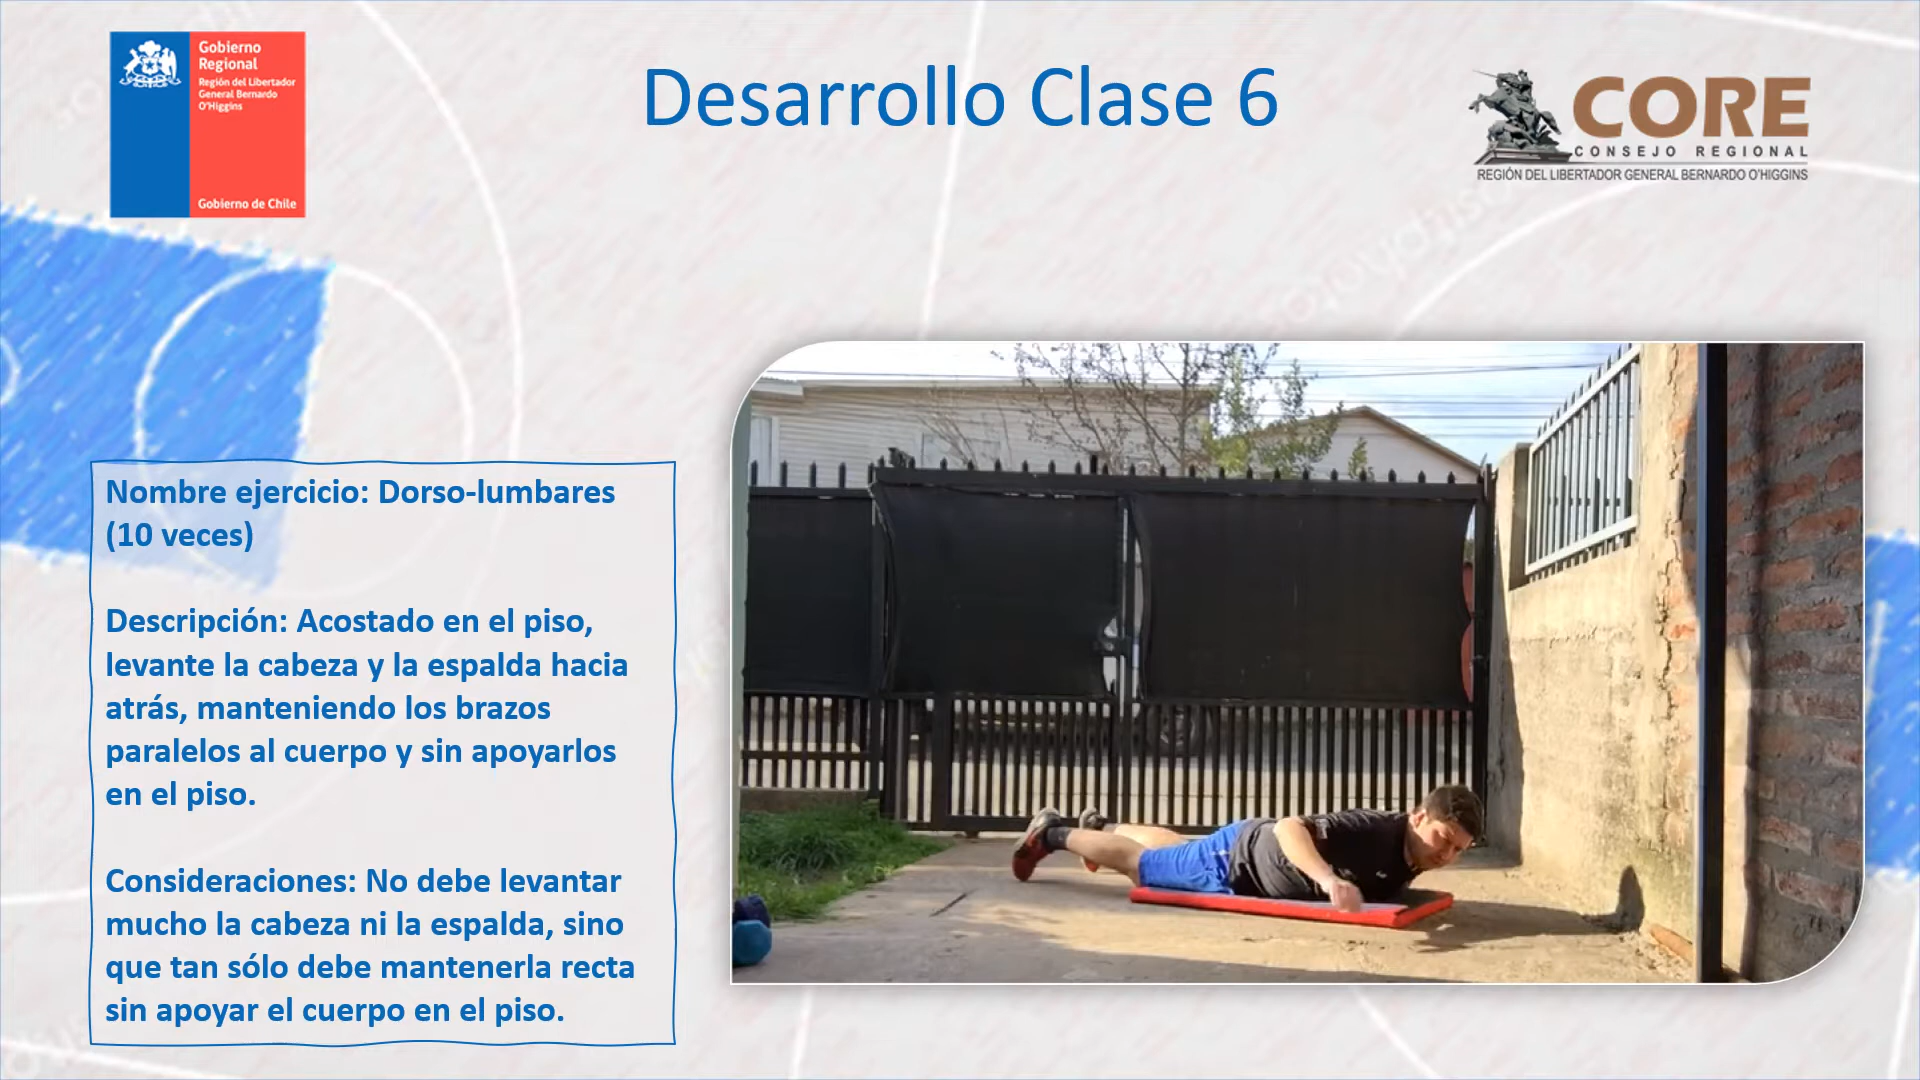 Gobierno
Regional
Región del Libertador
General Bernardo
O'Higgins
Gobierno de Chile
Desarrollo Clase 6
CORE
CONSEJO REGIONAL
REGIÓN DEL LIBERTADOR GENERAL BERNARDO O'HIGGINS
Nombre ejercicio: Dorso-lumbares
(10 veces)
Descripción: Acostado en el piso,
levante la cabeza y la espalda hacia
atrás, manteniendo los brazos
paralelos al cuerpo y sin apoyarlos
en el piso.
Consideraciones: No debe levantar
mucho la cabeza ni la espalda, sino
que tan sólo debe mantenerla recta
sin apoyar el cuerpo en el piso.